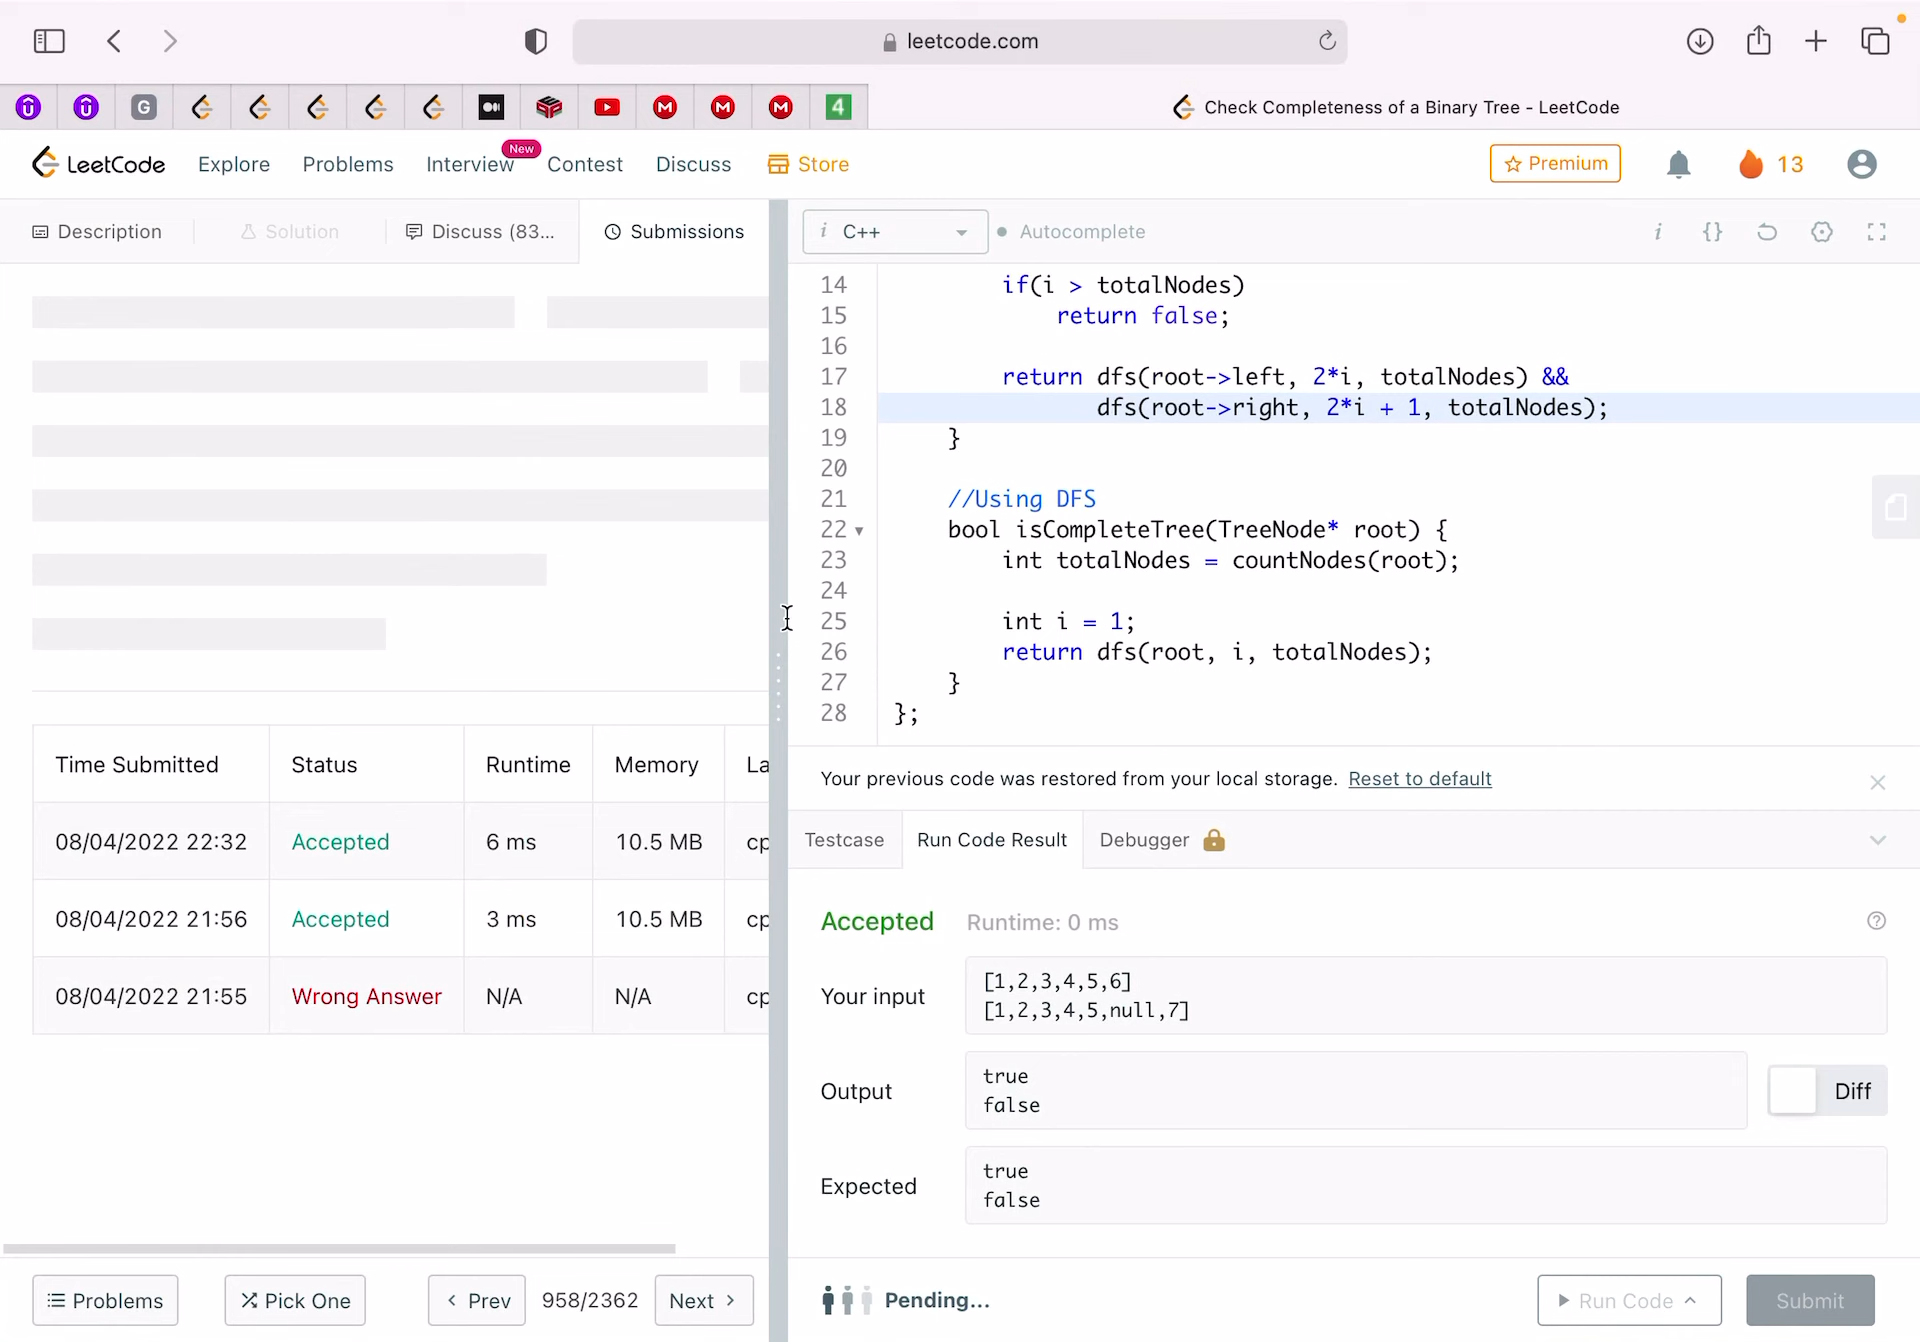 leetcode.com
G
4
Check Completeness of a Binary Tree - LeetCode
LeetCode
Explore
Problems
Interview
New
Contest
Discuss
Store
Premium
13
Description
Solution
Discuss (83...
Submissions
i C++
Autocomplete
14 if(i > totalNodes)
15 return false;
16
17 return dfs(root->left, 2*i, totalNodes) &&
18 dfs(root->right, 2*i + 1, totalNodes);
19 }
20
21 //Using DFS
22 bool isCompleteTree(TreeNode* root) {
23 int totalNodes = countNodes(root);
24
25 int i = 1;
26 return dfs(root, i, totalNodes);
27 }
28 };
Time Submitted Status Runtime Memory La
08/04/2022 22:32 Accepted 6 ms 10.5 MB cp
08/04/2022 21:56 Accepted 3 ms 10.5 MB cp
08/04/2022 21:55 Wrong Answer N/A N/A cp
Your previous code was restored from your local storage. Reset to default
Testcase
Run Code Result
Debugger
Accepted Runtime: 0 ms
Your input
[1,2,3,4,5,6]
[1,2,3,4,5,null,7]
Output
true
false
Diff
Expected
true
false
Problems
Pick One
Prev
958/2362
Next
Pending...
Run Code
Submit